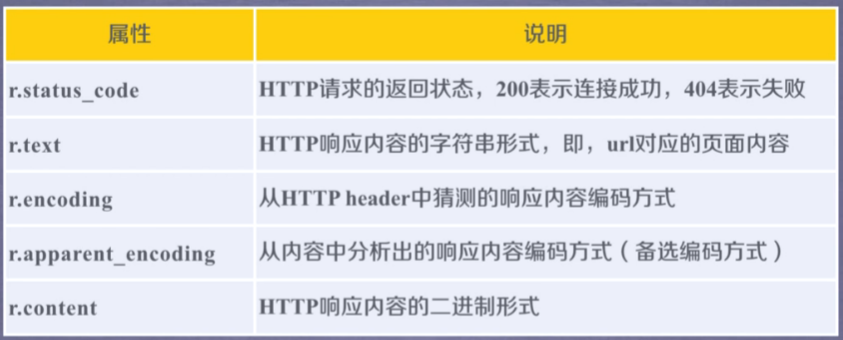 属性 说明
r.status_code HTTP请求的返回状态，200表示连接成功，404表示失败
r.text HTTP响应内容的字符串形式，即，url对应的页面内容
r.encoding 从HTTP header中猜测的响应内容编码方式
r.apparent_encoding 从内容中分析出的响应内容编码方式（备选编码方式）
r.content HTTP响应内容的二进制形式